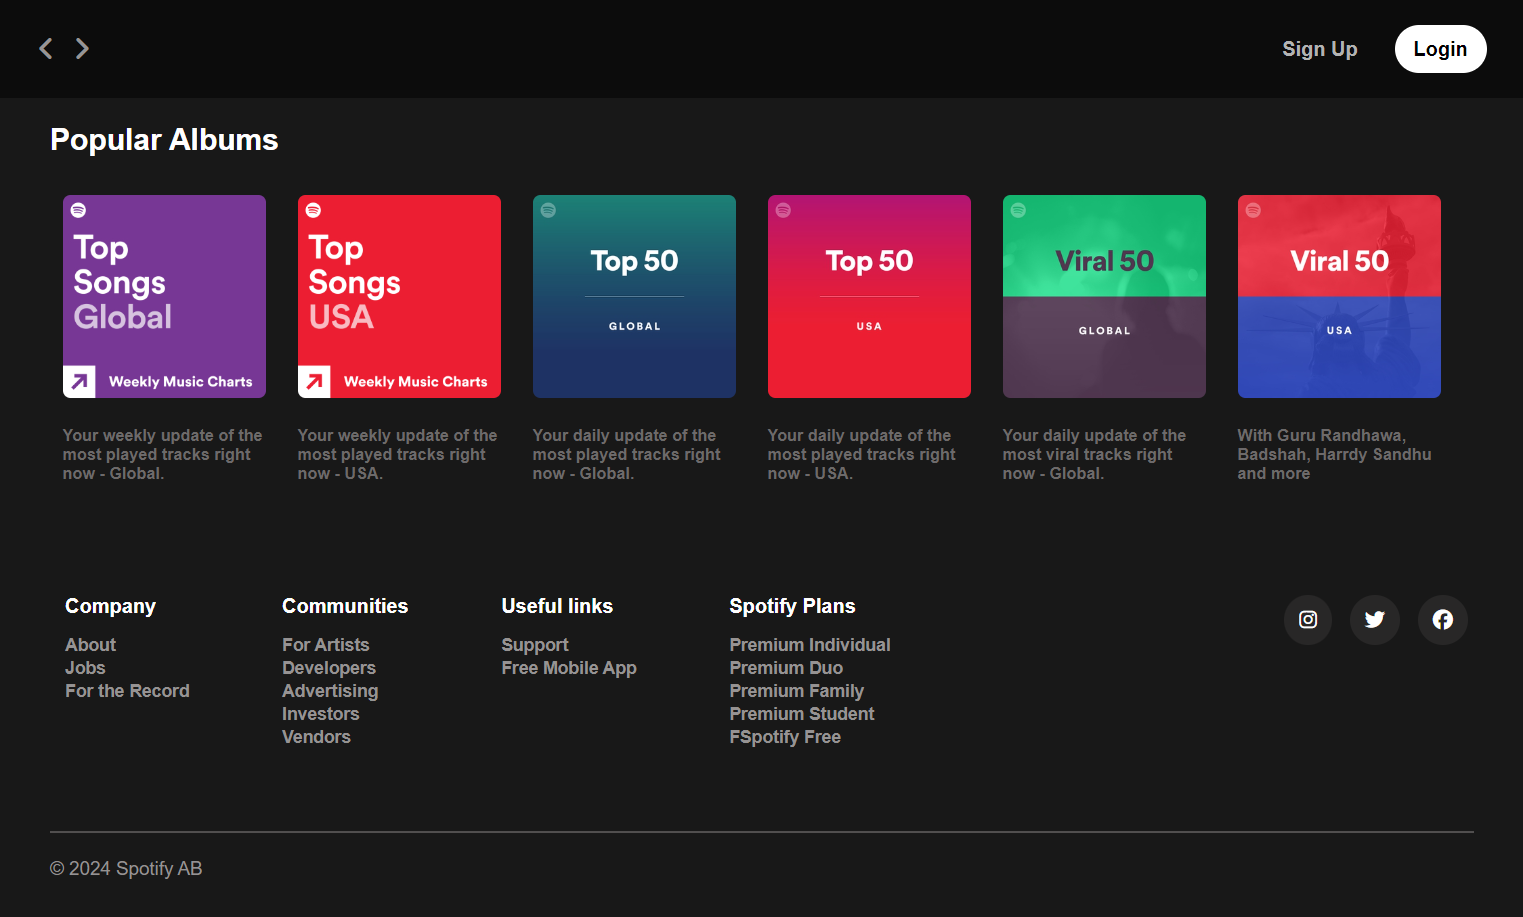 Sign Up
Login
Popular Albums
Top
Songs
Global
Weekly Music Charts
Top
Songs
USA
Weekly Music Charts
Top 50
GLOBAL
Top 50
USA
Viral 50
GLOBAL
Viral 50
USA
Your weekly update of the
most played tracks right
now - Global.
Your weekly update of the
most played tracks right
now - USA.
Your daily update of the
most played tracks right
now - Global.
Your daily update of the
most played tracks right
now - USA.
Your daily update of the
most viral tracks right
now - Global.
With Guru Randhawa,
Badshah, Harrdy Sandhu
and more
Company
About
Jobs
For the Record
Communities
For Artists
Developers
Advertising
Investors
Vendors
Useful links
Support
Free Mobile App
Spotify Plans
Premium Individual
Premium Duo
Premium Family
Premium Student
FSpotify Free
© 2024 Spotify AB